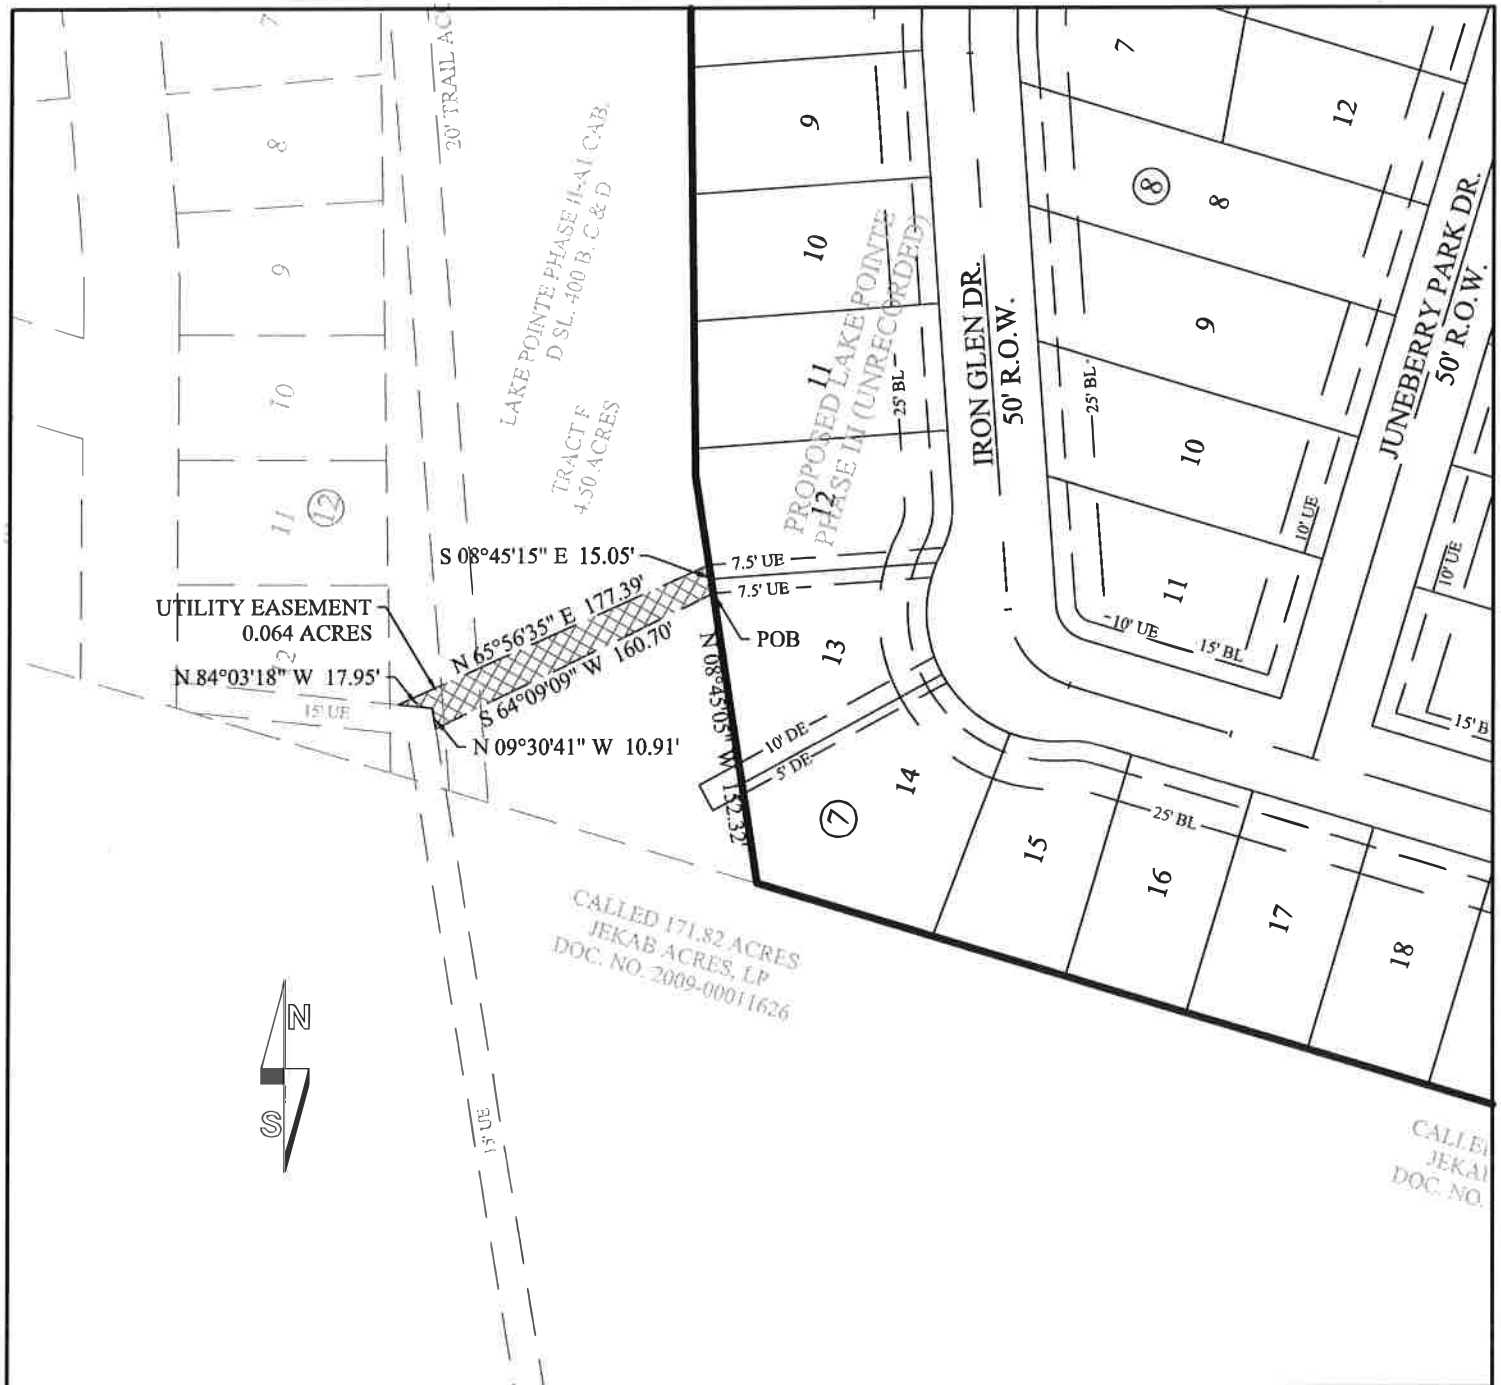 7
8
9
10
11
12
12
20' TRAIL
LAKE POINTE PHASE II-A1 CAB.
D SL. 400 B, C & D
TRACT F
4.50 ACRES
S 08°45'15" E 15.05'
UTILITY EASEMENT
0.064 ACRES
N 65°56'35" E 177.39'
S 64°09'09" W 160.70'
N 84°03'18" W 17.95'
15' UE
N 09°30'41" W 10.91'
POB
N 08°45'05" W 152.32'
9
10
11
12
13
14
15
16
17
18
7
PROPOSED LAKE POINTE
PHASE III (UNRECORDED)
25' BL
7.5' UE
7.5' UE
10' DE
5' DE
25' BL
IRON GLEN DR.
50' R.O.W.
7
12
8
8
9
10
11
25' BL
10' UE
10' UE
15' BL
JUNEBERRY PARK DR.
50' R.O.W.
10' UE
15' B
CALLED 171.82 ACRES
JEKAB ACRES, LP
DOC. NO. 2009-00011626
N
S
15' UE
DOC. NO.